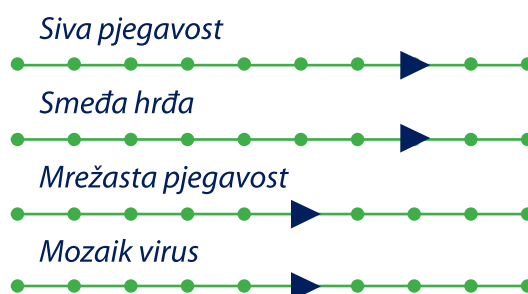 Siva pjegavost
Smeđa hrđa
Mrežasta pjegavost
Mozaik virus